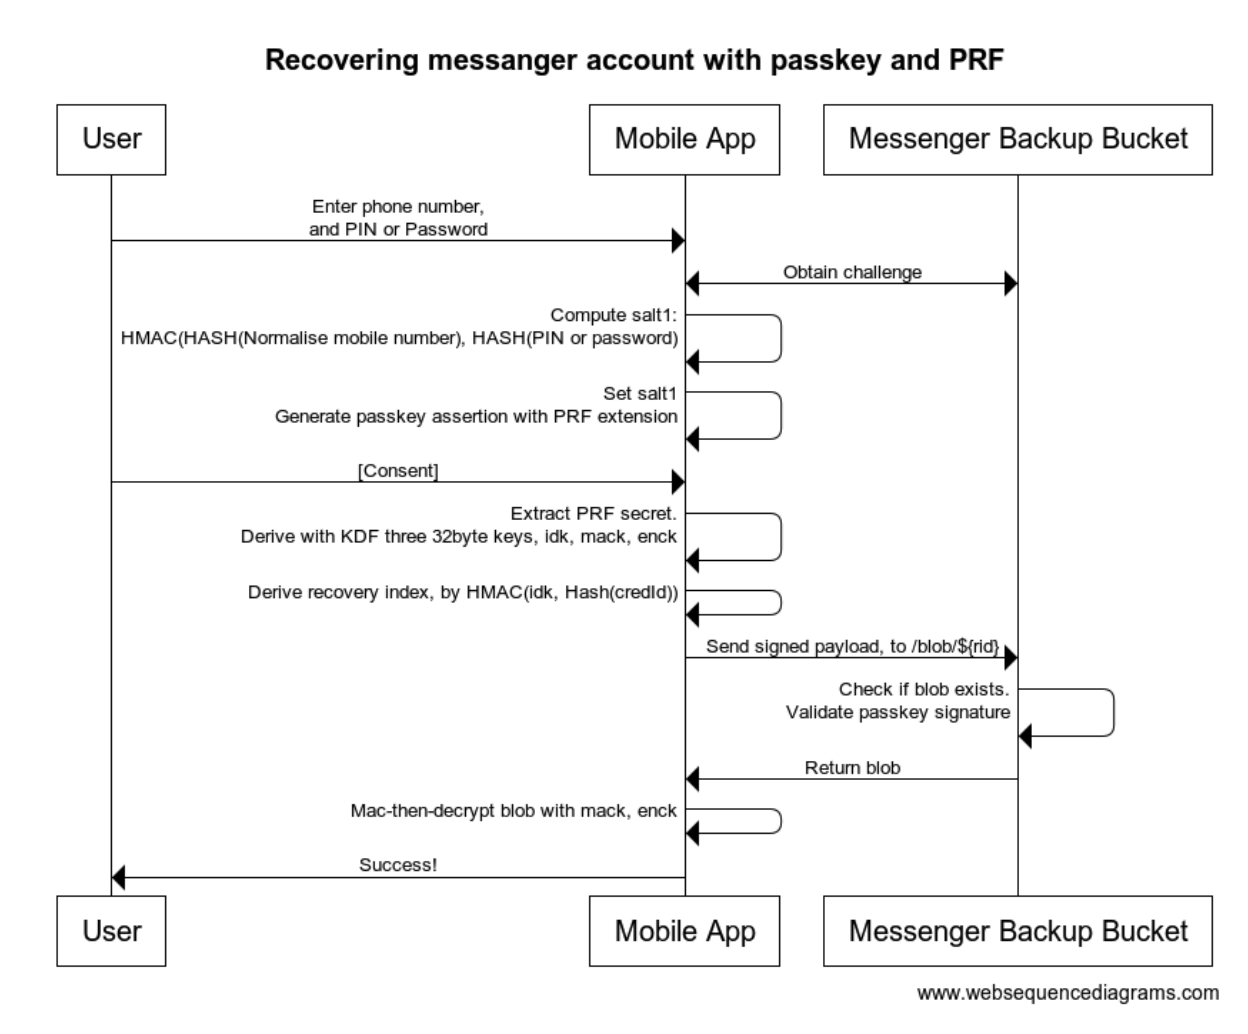 Recovering messanger account with passkey and PRF
User
Mobile App
Messenger Backup Bucket
Enter phone number,
and PIN or Password
Obtain challenge
Compute salt1:
HMAC(HASH(Normalise mobile number), HASH(PIN or password)
Set salt1
Generate passkey assertion with PRF extension
[Consent]
Extract PRF secret.
Derive with KDF three 32byte keys, idk, mack, enck
Derive recovery index, by HMAC(idk, Hash(credId))
Send signed payload, to /blob/${rid}
Check if blob exists.
Validate passkey signature
Return blob
Mac-then-decrypt blob with mack, enck
Success!
User
Mobile App
Messenger Backup Bucket
www.websequencediagrams.com